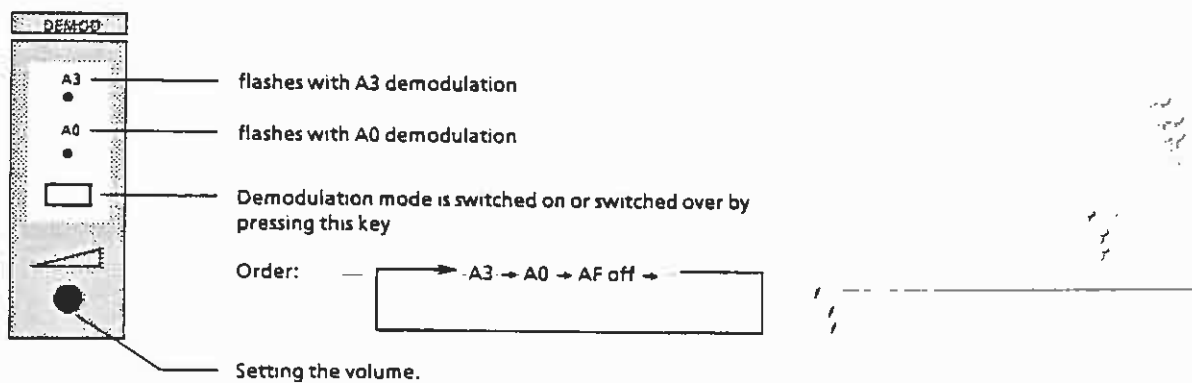 DEMOD
A3
flashes with A3 demodulation
A0
flashes with A0 demodulation
Demodulation mode is switched on or switched over by
pressing this key
Order:
A3 → A0 → AF off →
Setting the volume.